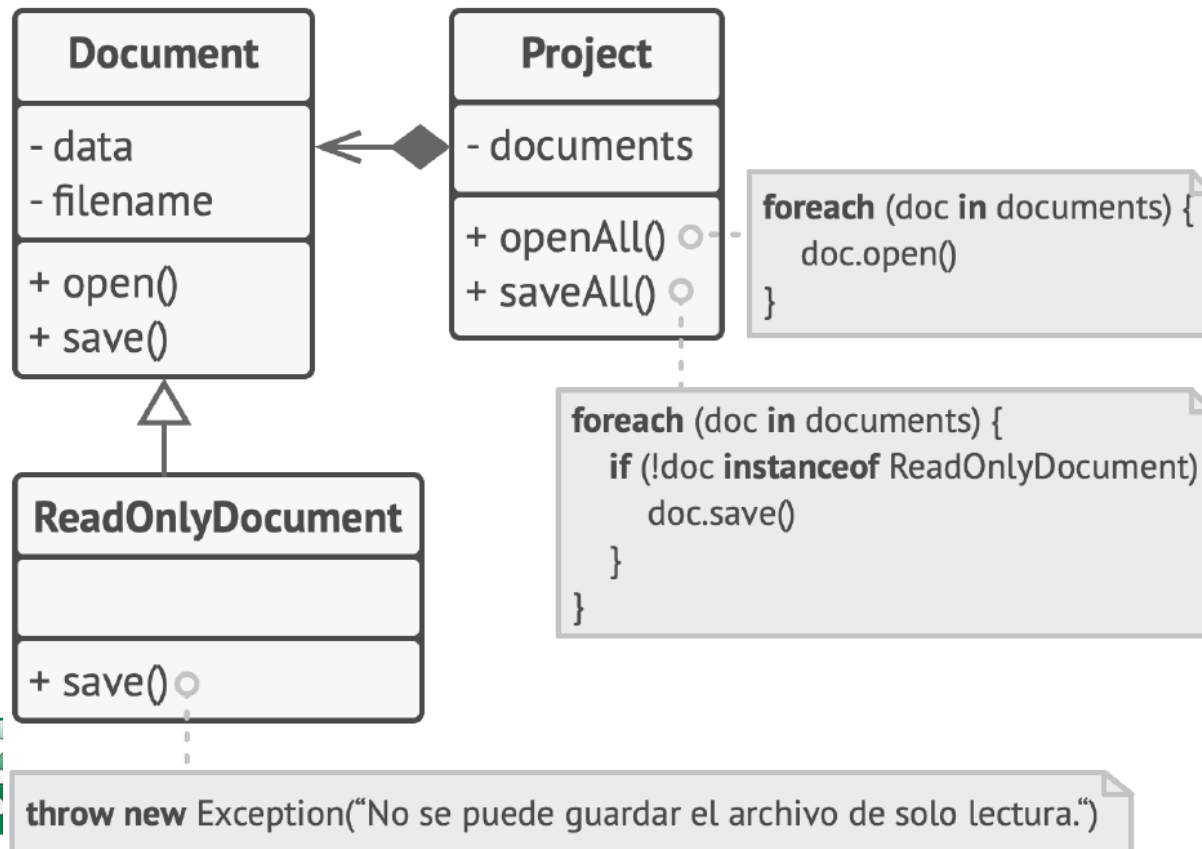 Document
- data
- filename
+ open()
+ save()
Project
- documents
+ openAll()
+ saveAll()
foreach (doc in documents) {
doc.open()
}
foreach (doc in documents) {
if (!doc instanceof ReadOnlyDocument)
doc.save()
}
}
ReadOnlyDocument
+ save()
throw new Exception(“No se puede guardar el archivo de solo lectura.“)